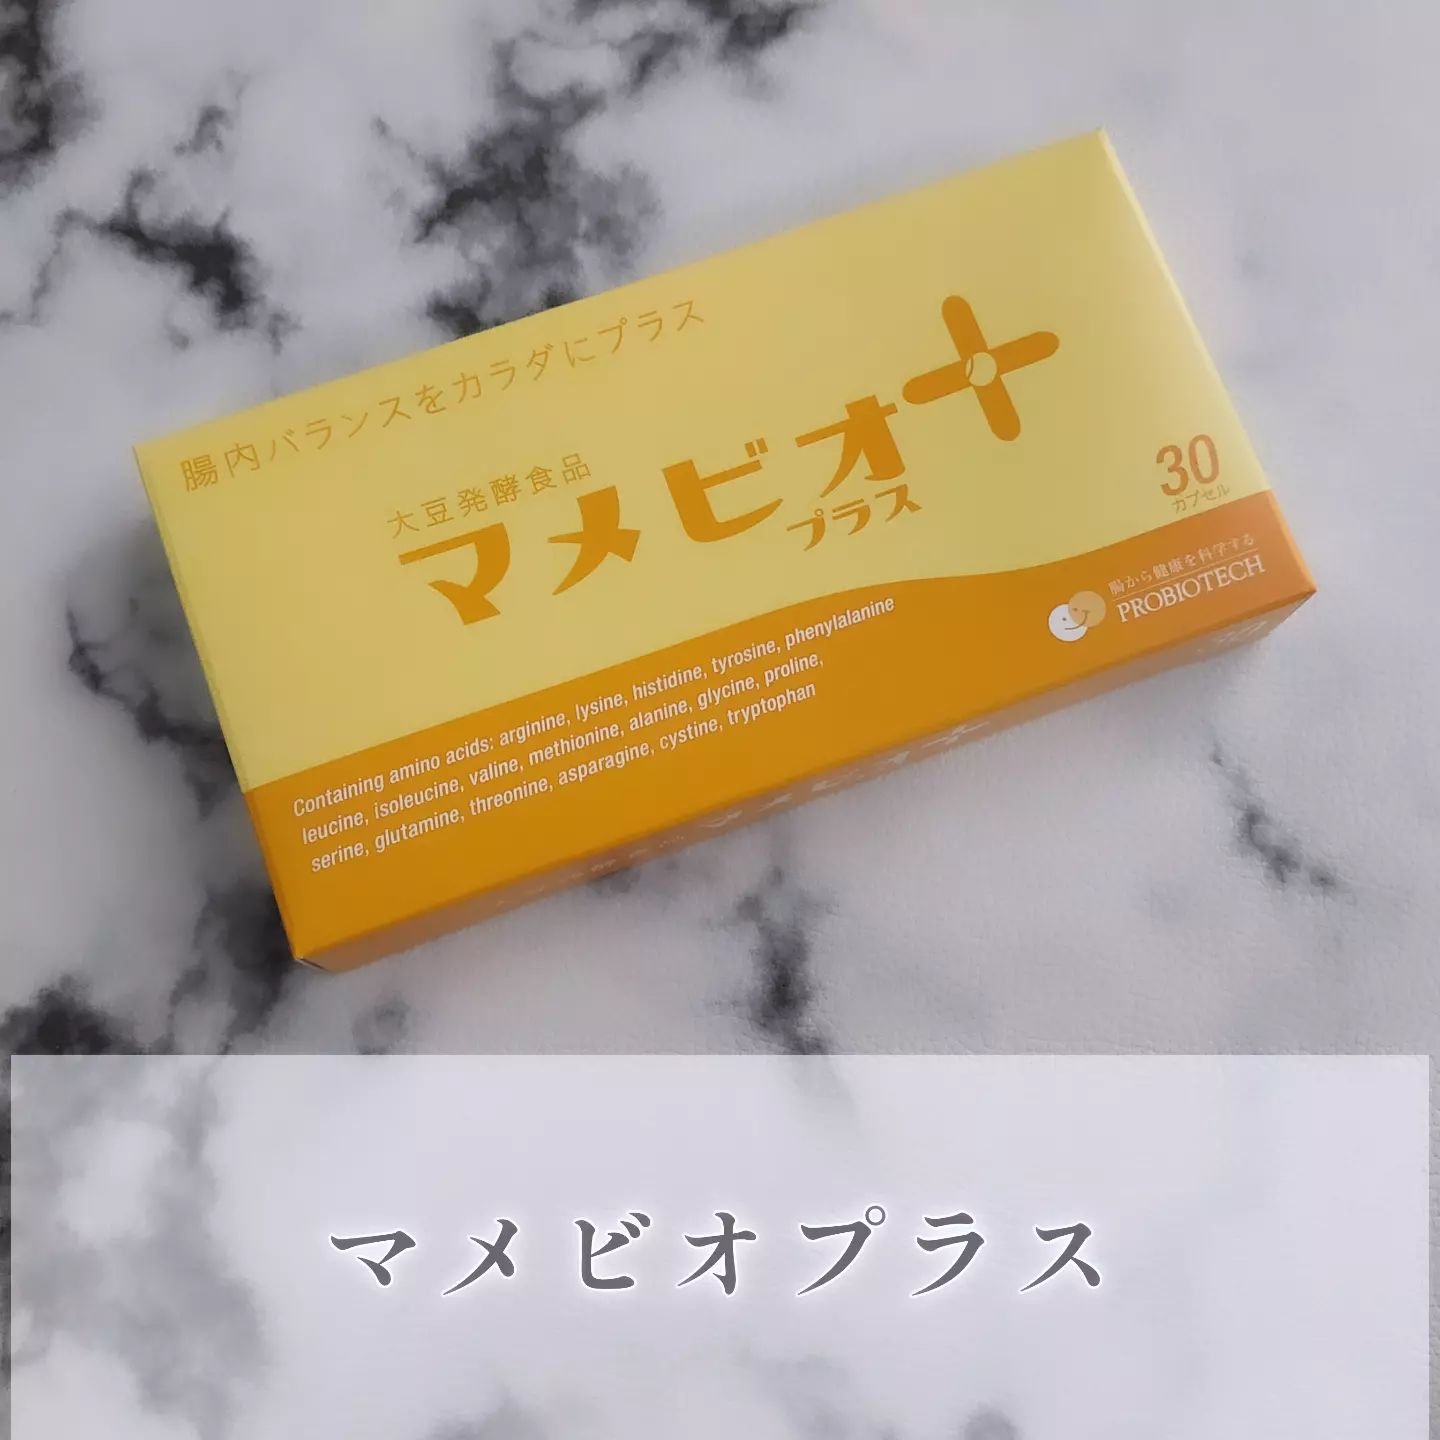 腸内バランスをカラダにプラス
大豆発酵食品
マメビオ
プラス
30
カプセル
腸から健康を科学する
PROBIOTECH
Containing amino acids: arginine, lysine, histidine, tyrosine, phenylalanine
leucine, isoleucine, valine, methionine, alanine, glycine, proline,
serine, glutamine, threonine, asparagine, cystine, tryptophan
マメビオプラス